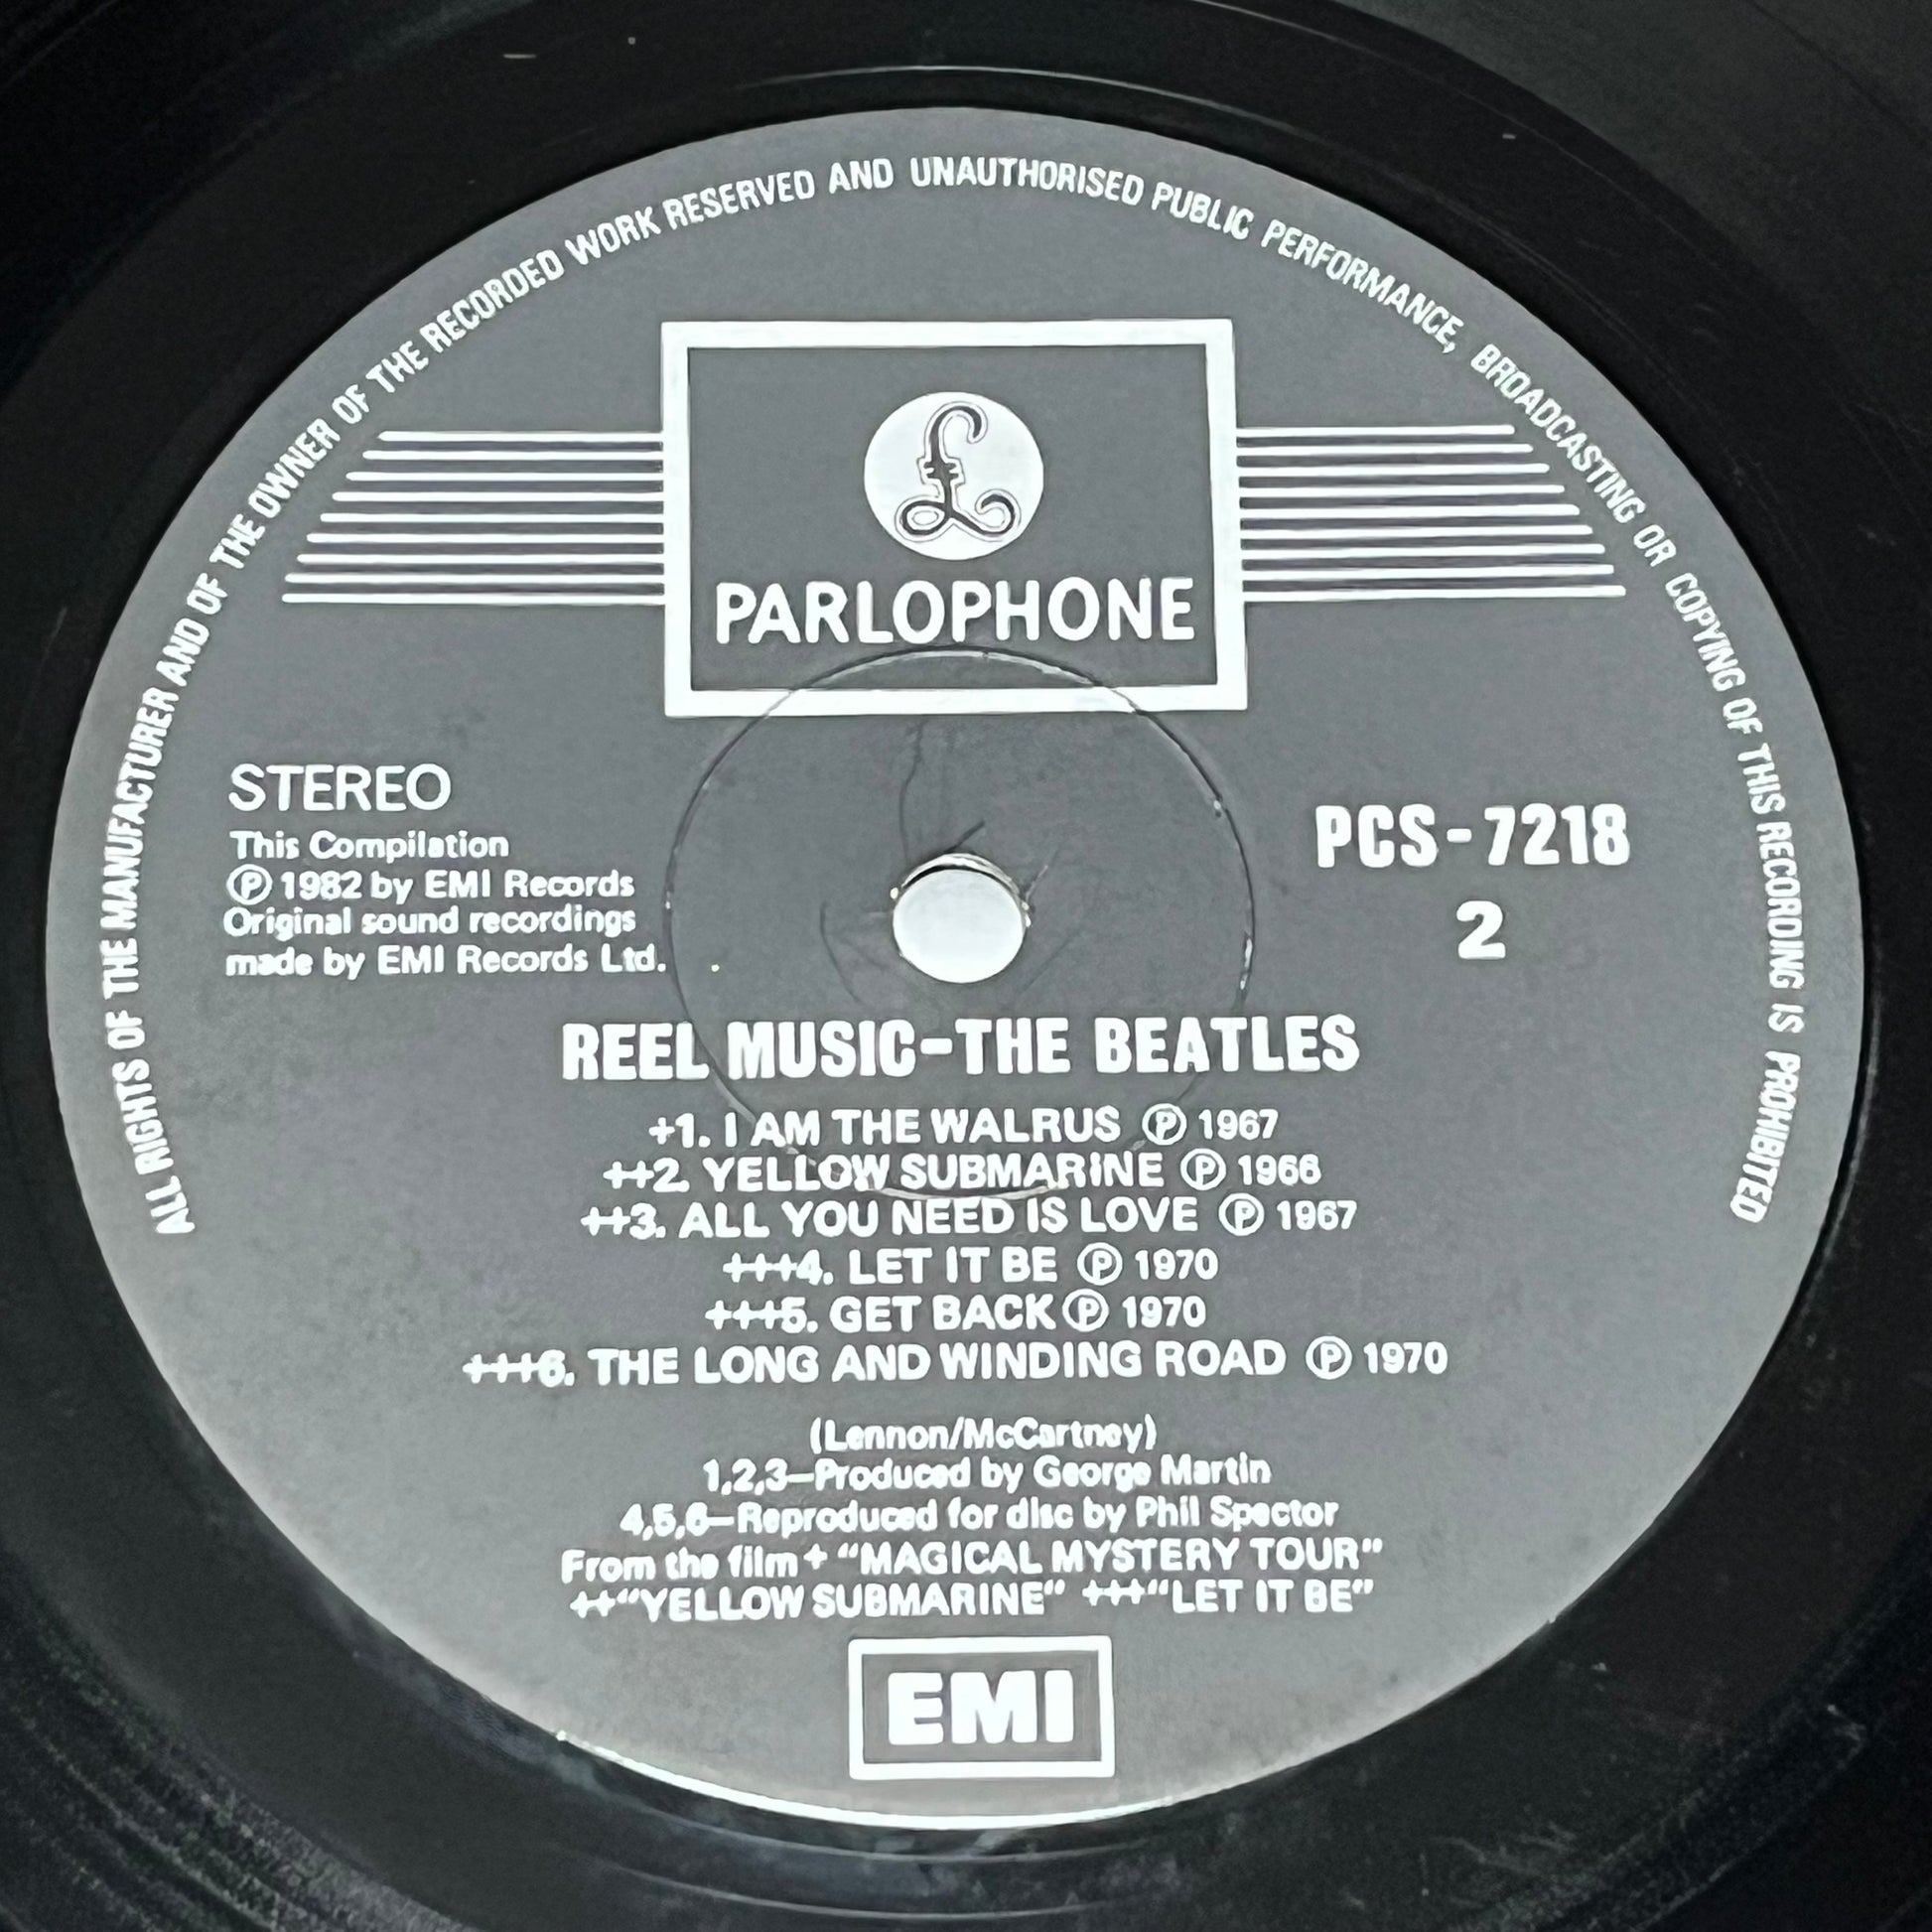 ALL RIGHTS OF THE MANUFACTURER AND OF THE OWNER OF THE RECORDED WORK RESERVED AND UNAUTHORISED PUBLIC PERFORMANCE, BROADCASTING OR COPYING OF THIS RECORDING IS PROHIBITED
£
PARLOPHONE
STEREO
This Compilation
℗ 1982 by EMI Records
Original sound recordings
made by EMI Records Ltd.
PCS-7218
2
REEL MUSIC-THE BEATLES
+1. I AM THE WALRUS ℗ 1967
++2. YELLOW SUBMARINE ℗ 1966
++3. ALL YOU NEED IS LOVE ℗ 1967
+++4. LET IT BE ℗ 1970
+++5. GET BACK ℗ 1970
+++6. THE LONG AND WINDING ROAD ℗ 1970
(Lennon/McCartney)
1,2,3—Produced by George Martin
4,5,6—Reproduced for disc by Phil Spector
From the film + “MAGICAL MYSTERY TOUR”
++“YELLOW SUBMARINE” +++“LET IT BE”
EMI